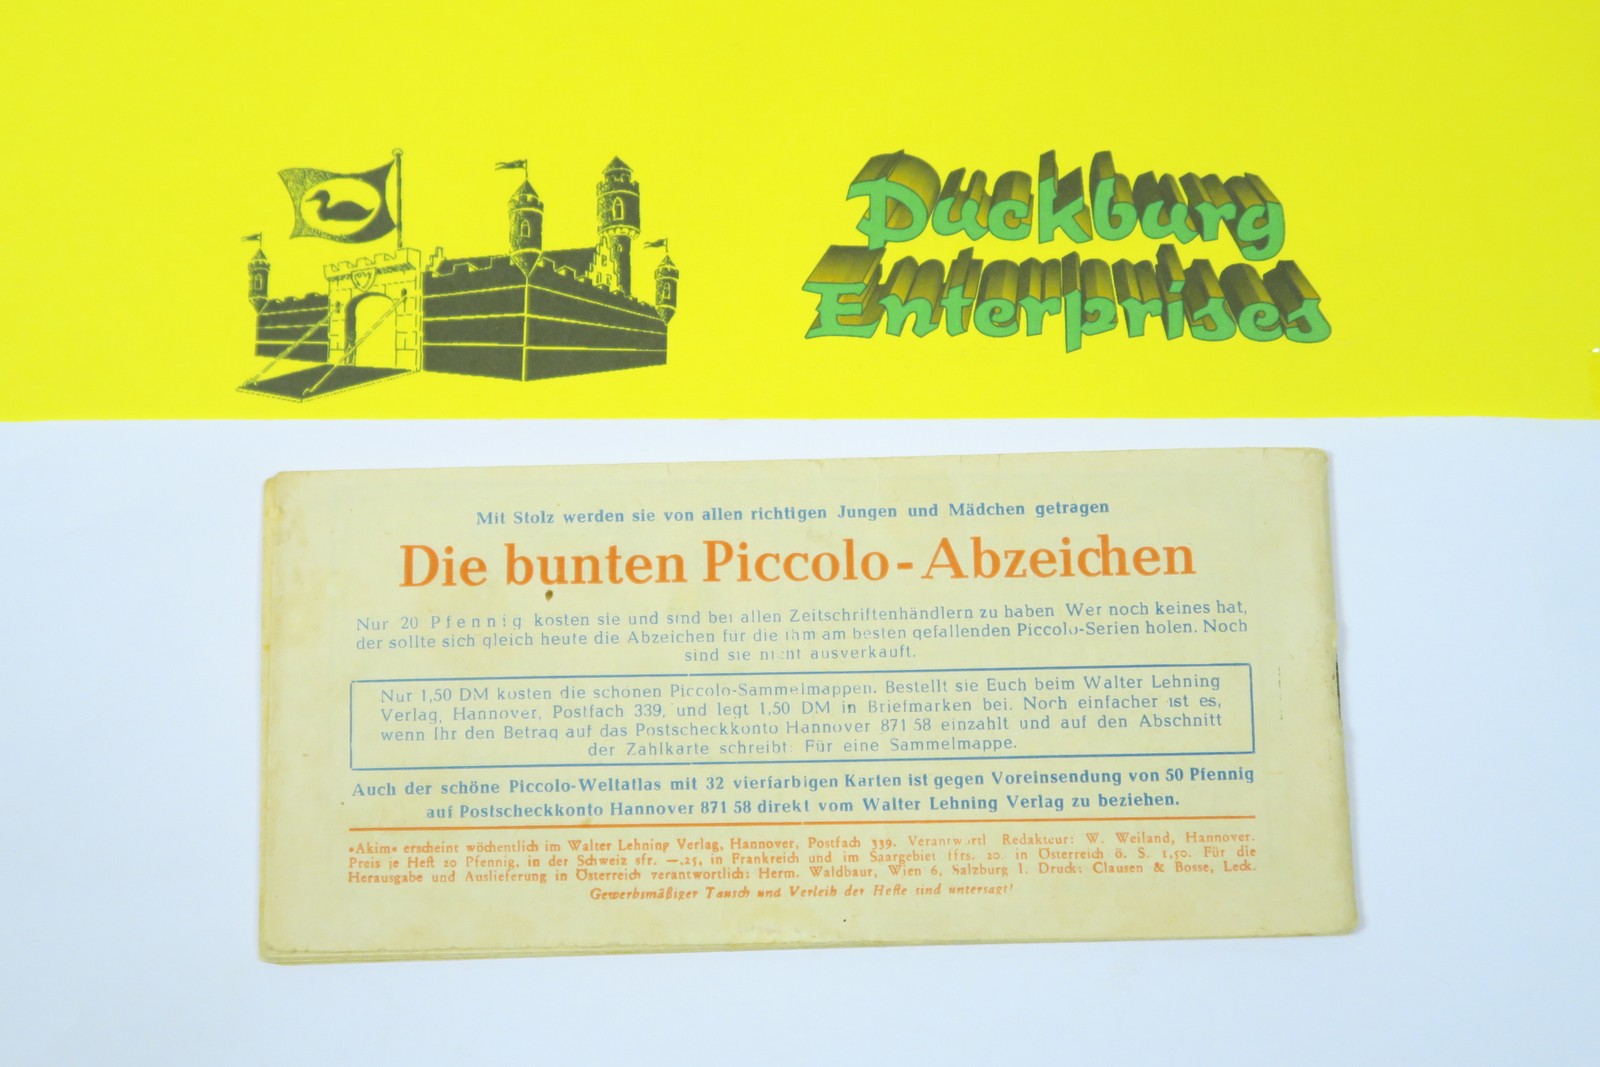 Duckburg
Enterprises
Mit Stolz werden sie von allen richtigen Jungen und Mädchen getragen
Die bunten Piccolo-Abzeichen
Nur 20 Pfennig kosten sie und sind bei allen Zeitschriftenhändlern zu haben Wer noch keines hat,
der sollte sich gleich heute die Abzeichen für die ihm am besten gefallenden Piccolo-Serien holen. Noch
sind sie nicht ausverkauft.
Nur 1,50 DM kosten die schönen Piccolo-Sammelmappen. Bestellt sie Euch beim Walter Lehning
Verlag, Hannover, Postfach 339, und legt 1,50 DM in Briefmarken bei. Noch einfacher ist es,
wenn Ihr den Betrag auf das Postscheckkonto Hannover 871 58 einzahlt und auf den Abschnitt
der Zahlkarte schreibt: Für eine Sammelmappe.
Auch der schöne Piccolo-Weltatlas mit 32 vierfarbigen Karten ist gegen Voreinsendung von 50 Pfennig
auf Postscheckkonto Hannover 871 58 direkt vom Walter Lehning Verlag zu beziehen.
»Akim« erscheint wöchentlich im Walter Lehning Verlag, Hannover, Postfach 339. Verantwortl Redakteur: W. Weiland, Hannover.
Preis je Heft 20 Pfennig, in der Schweiz sfr. —.25, in Frankreich und im Saargebiet ffrs. 20 in Österreich ö. S. 1,50. Für die
Herausgabe und Auslieferung in Österreich verantwortlich: Herm. Waldbaur, Wien 6, Salzburg 1. Druck: Clausen & Bosse, Leck.
Gewerbsmäßiger Tausch und Verleih der Hefte sind untersagt!